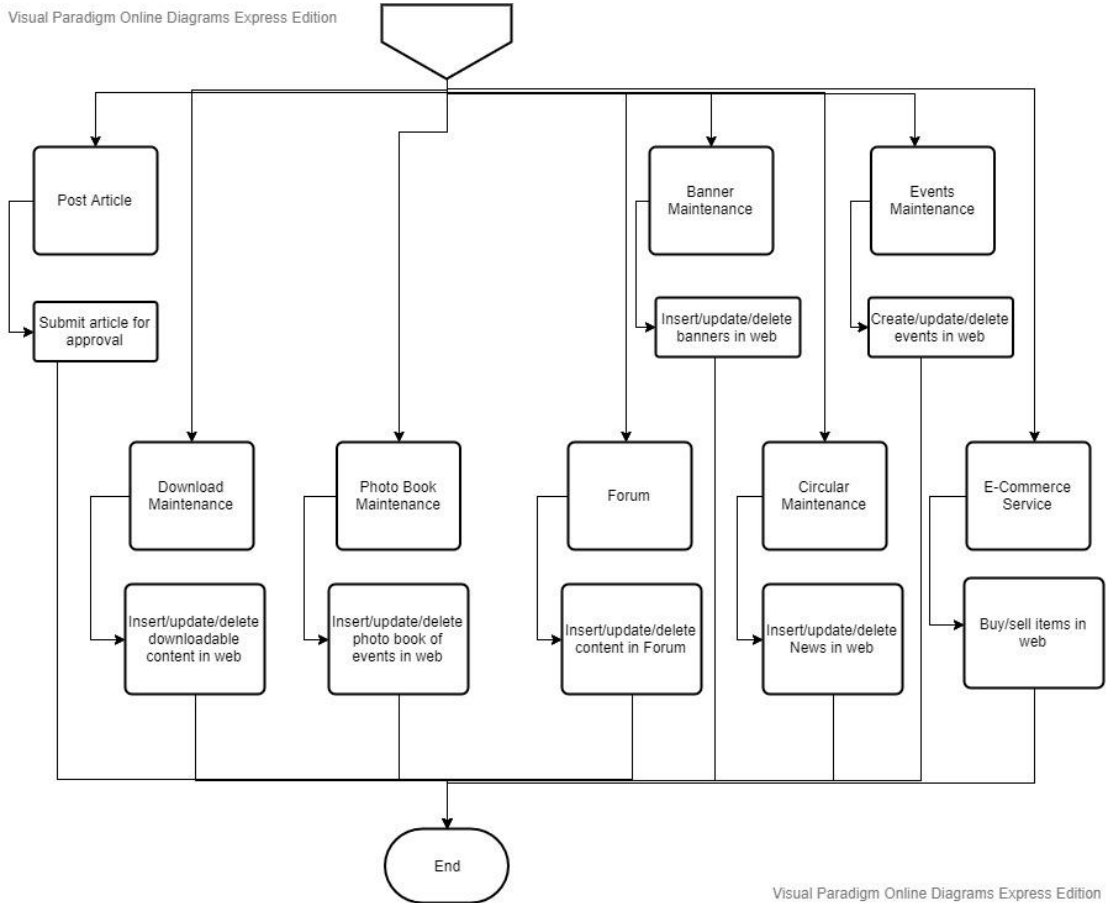 Visual Paradigm Online Diagrams Express Edition
Post Article
Banner
Maintenance
Events
Maintenance
Submit article for
approval
Insert/update/delete
banners in web
Create/update/delete
events in web
Download
Maintenance
Photo Book
Maintenance
Forum
Circular
Maintenance
E-Commerce
Service
Insert/update/delete
downloadable
content in web
Insert/update/delete
photo book of
events in web
Insert/update/delete
content in Forum
Insert/update/delete
News in web
Buy/sell items in
web
End
Visual Paradigm Online Diagrams Express Edition